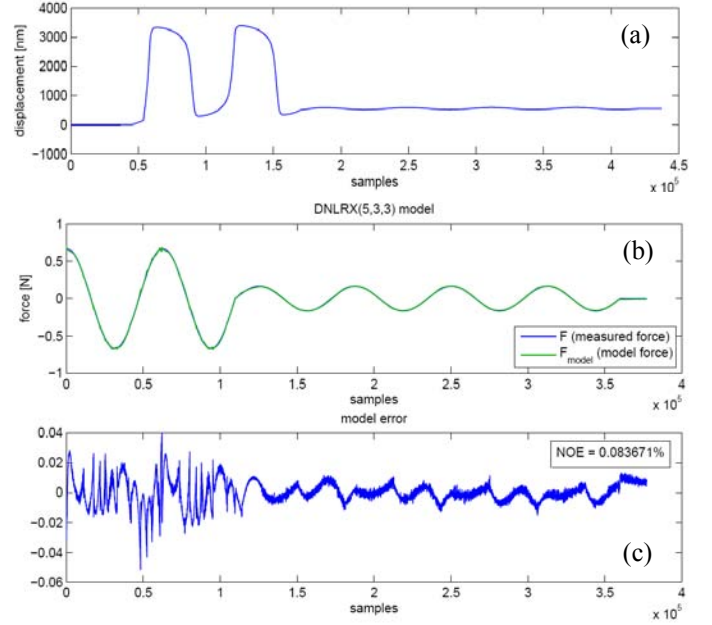 (a)
4000
3000
2000
1000
0
−1000
displacement [nm]
0 0.5 1 1.5 2 2.5 3 3.5 4 4.5
samples
x 10^5
DNLRX(5,3,3) model
(b)
1
0.5
0
−0.5
−1
force [N]
F (measured force)
F_model (model force)
0 0.5 1 1.5 2 2.5 3 3.5 4
samples
x 10^5
model error
NOE = 0.083671%
0.04
0.02
0
−0.02
−0.04
0.06
(c)
0 0.5 1 1.5 2 2.5 3 3.5 4
samples
x 10^5